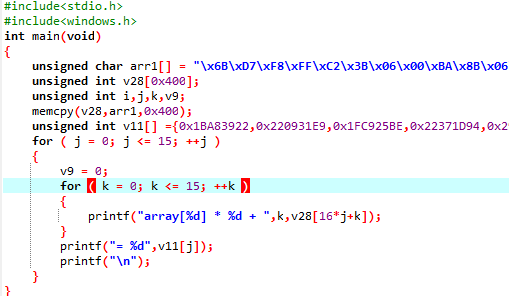 #include<stdio.h>
#include<windows.h>
int main(void)
{
unsigned char arr1[] = "\x6B\xD7\xF8\xFF\xC2\x3B\x06\x00\xBA\x8B\x06
unsigned int v28[0x400];
unsigned int i,j,k,v9;
memcpy(v28,arr1,0x400);
unsigned int v11[] ={0x1BA83922,0x220931E9,0x1FC925BE,0x22371D94,0x2
for ( j = 0; j <= 15; ++j )
{
v9 = 0;
for ( k = 0; k <= 15; ++k )
{
printf("array[%d] * %d + ",k,v28[16*j+k]);
}
printf("= %d",v11[j]);
printf("\n");
}
}